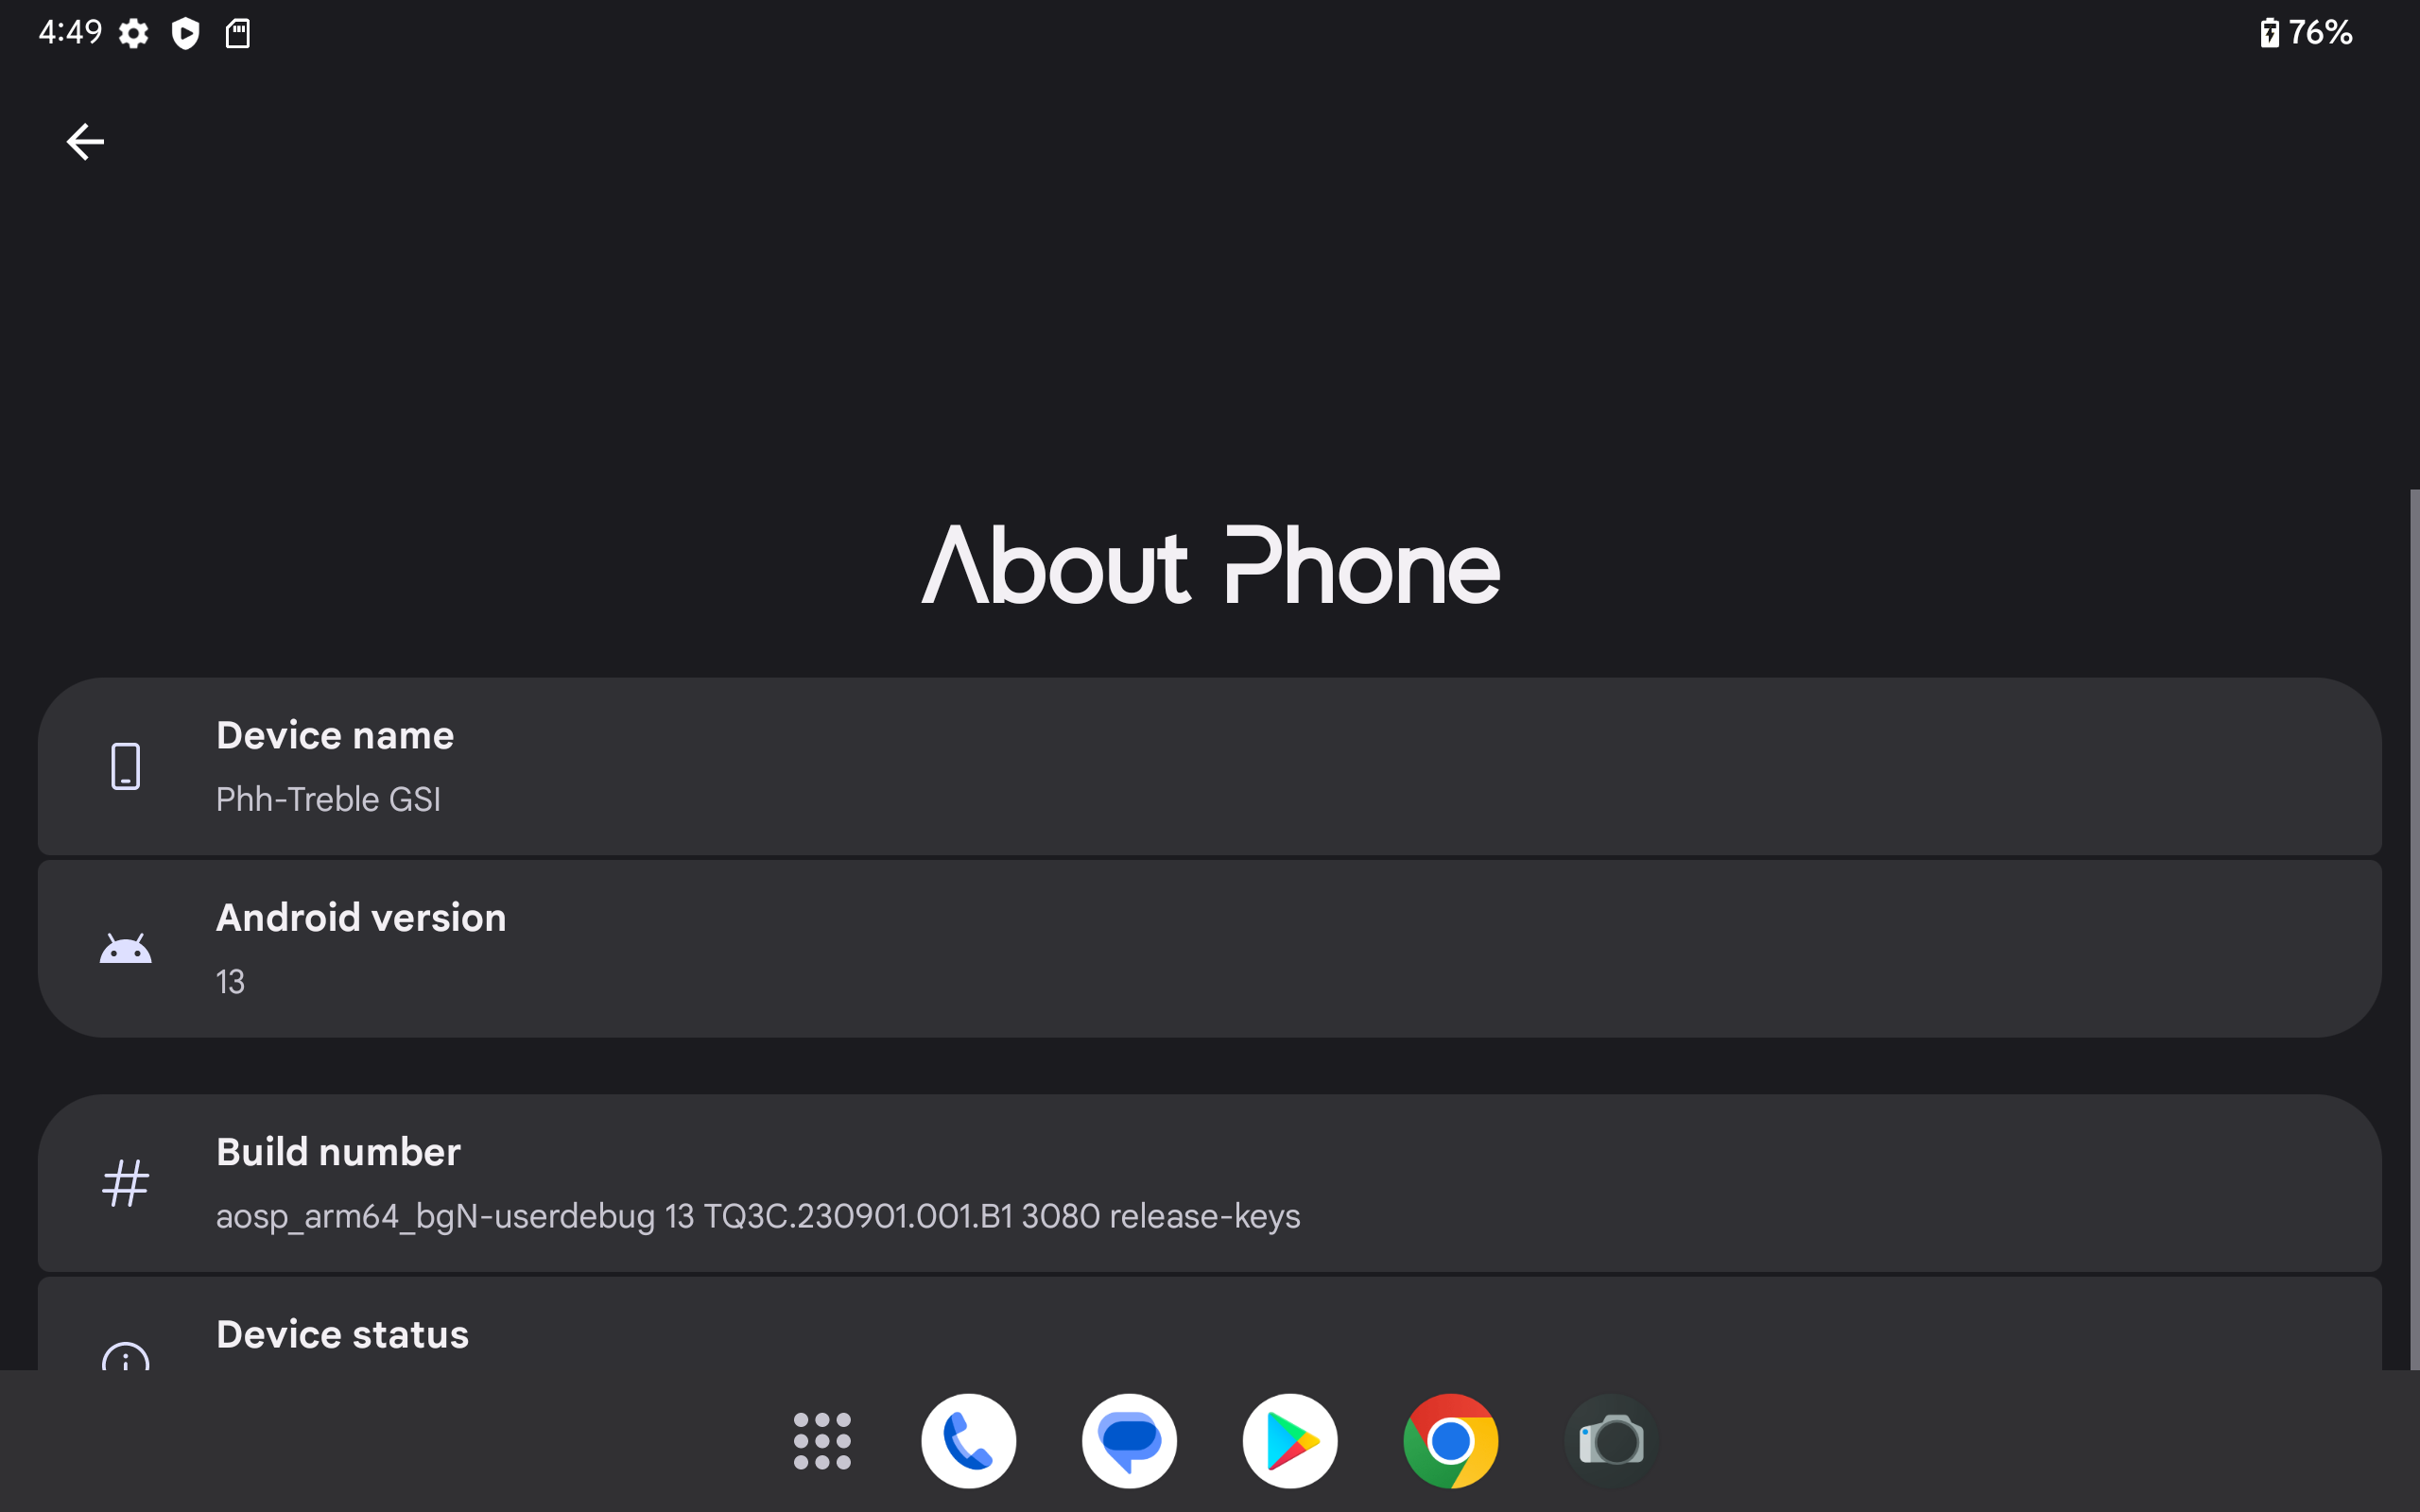 4:49
76%
About Phone
Device name
Phh-Treble GSI
Android version
13
Build number
aosp_arm64_bgN-userdebug 13 TQ3C.230901.001.B1 3080 release-keys
Device status